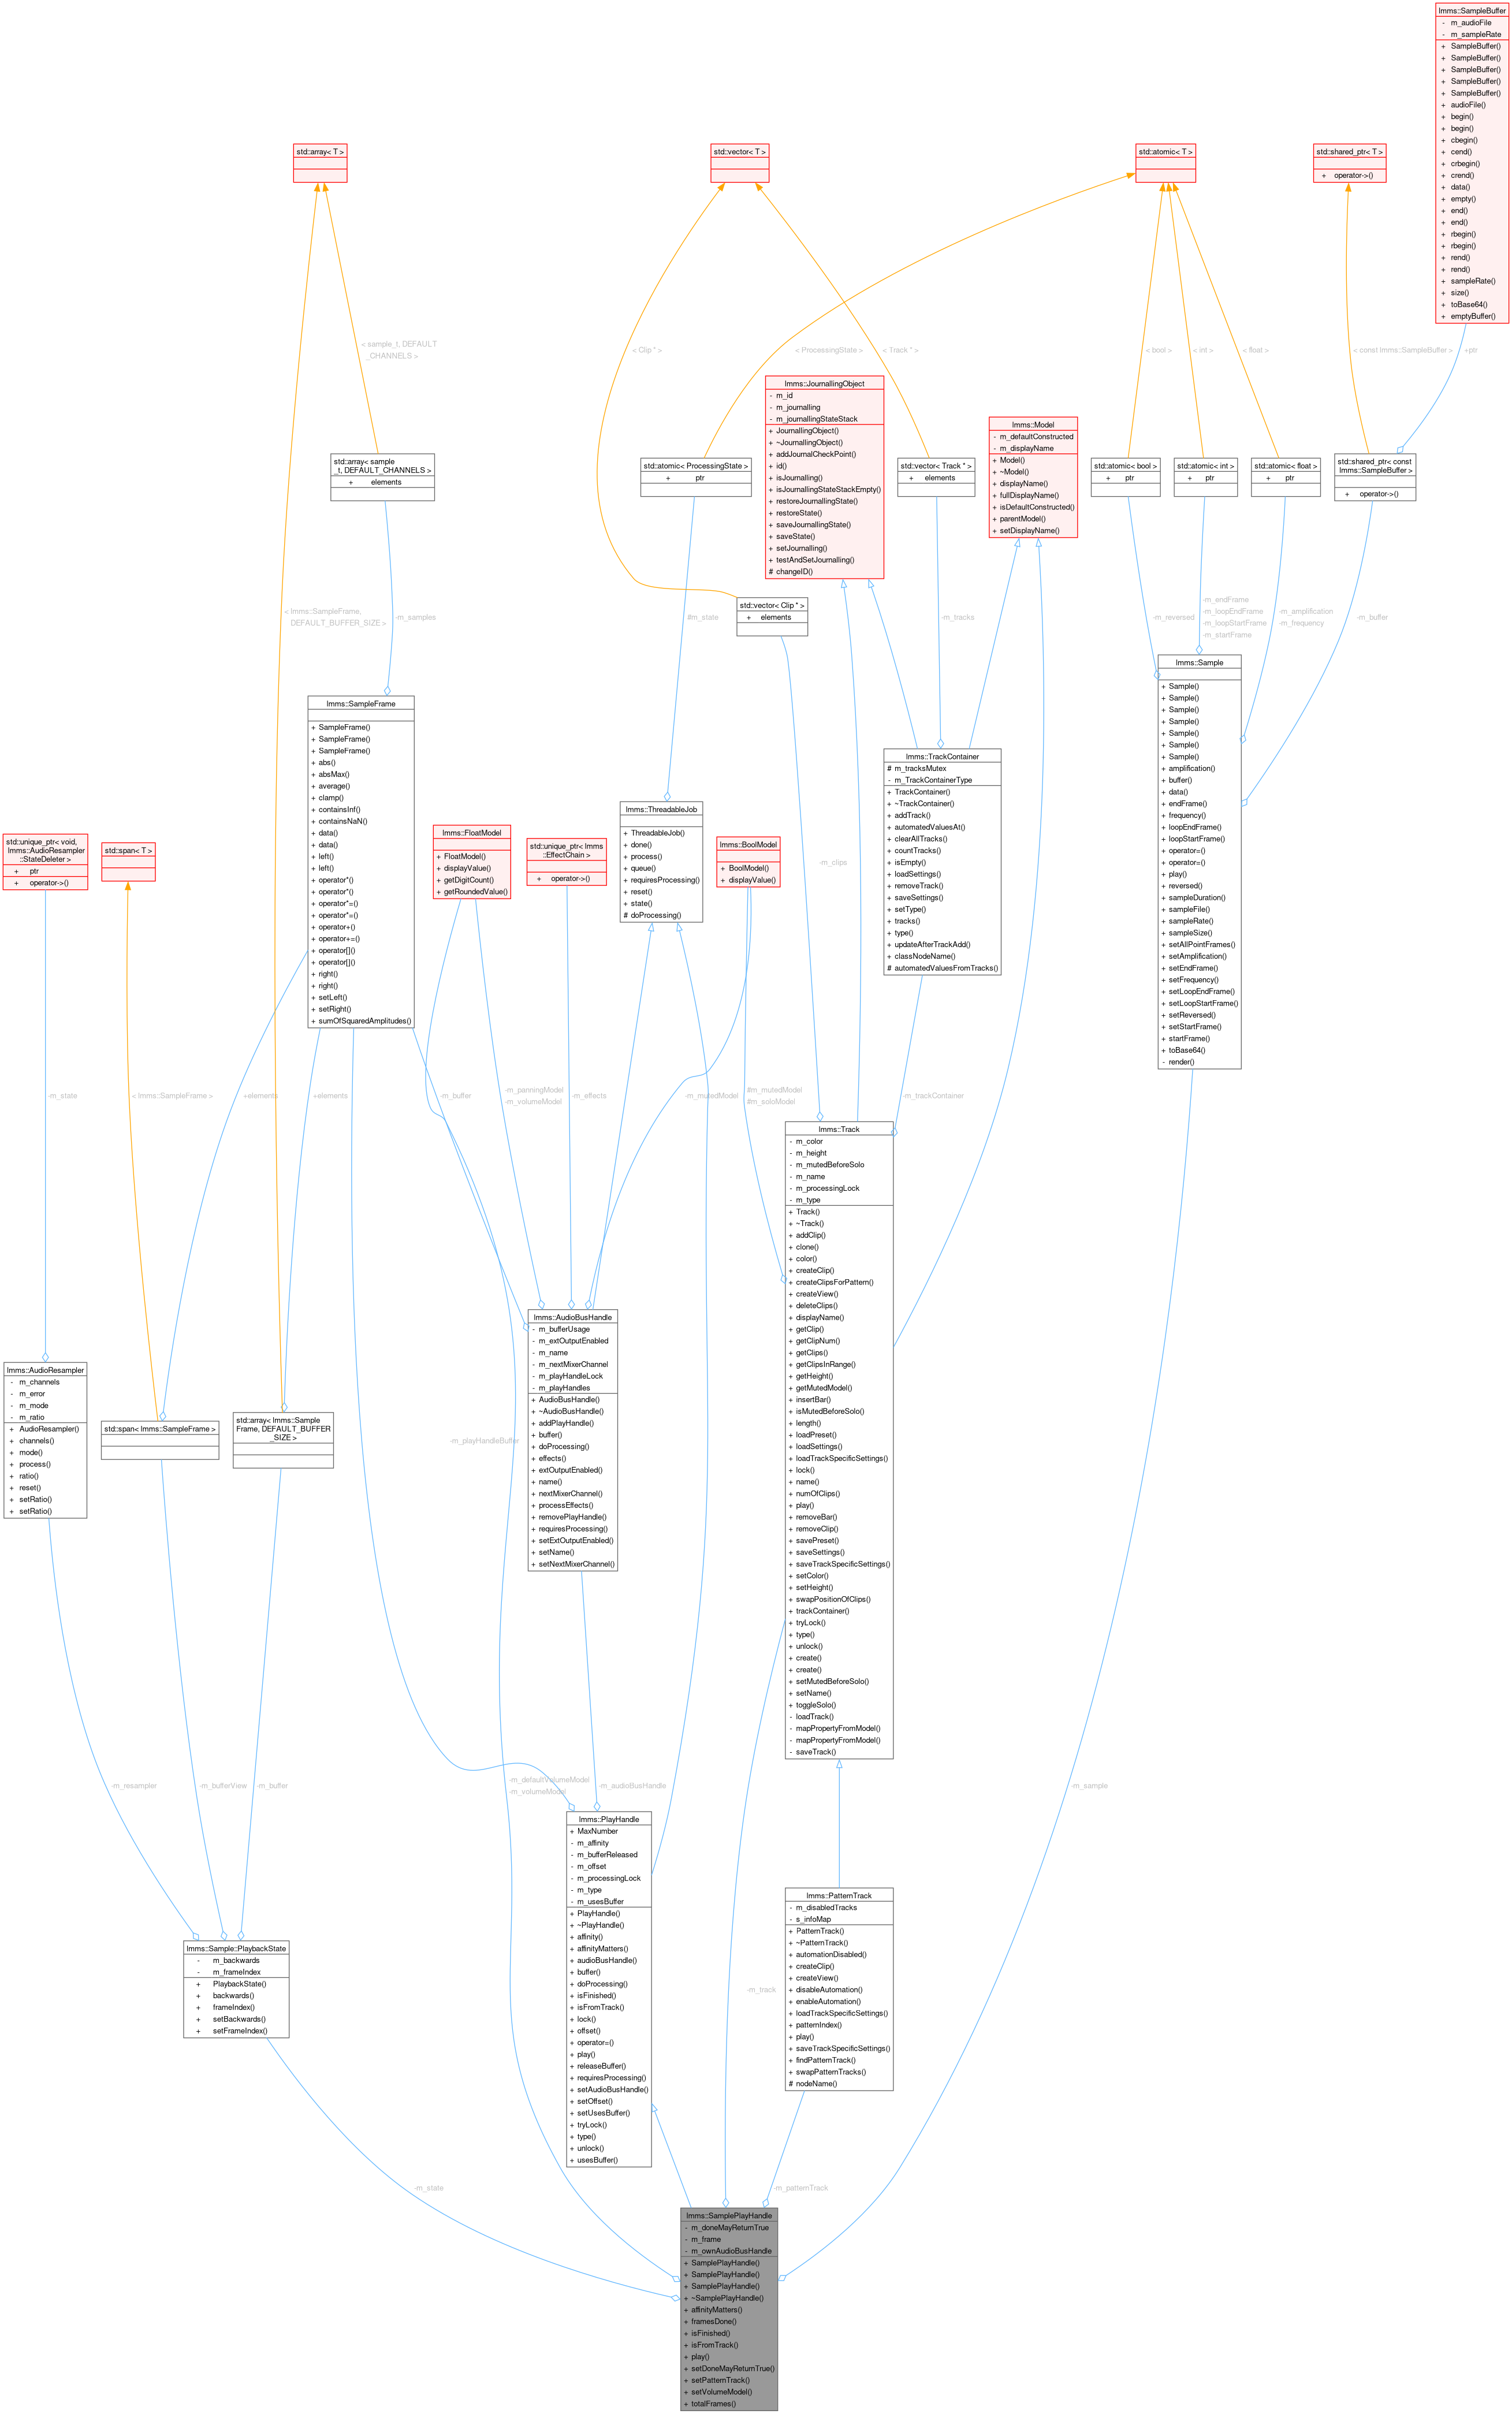 lmms::SampleBuffer
- m_audioFile
- m_sampleRate
+ SampleBuffer()
+ SampleBuffer()
+ SampleBuffer()
+ SampleBuffer()
+ SampleBuffer()
+ audioFile()
+ begin()
+ begin()
+ cbegin()
+ cend()
+ crbegin()
+ crend()
+ data()
+ empty()
+ end()
+ end()
+ rbegin()
+ rbegin()
+ rend()
+ rend()
+ sampleRate()
+ size()
+ toBase64()
+ emptyBuffer()
std::array< T >
std::vector< T >
std::atomic< T >
std::shared_ptr< T >
+ operator->()
< sample_t, DEFAULT
_CHANNELS >
< Clip * >
< ProcessingState >
< Track * >
< bool >
< int >
< float >
< const lmms::SampleBuffer >
+ptr
lmms::JournallingObject
- m_id
- m_journalling
- m_journallingStateStack
+ JournallingObject()
+ ~JournallingObject()
+ addJournalCheckPoint()
+ id()
+ isJournalling()
+ isJournallingStateStackEmpty()
+ restoreJournallingState()
+ restoreState()
+ saveJournallingState()
+ saveState()
+ setJournalling()
+ testAndSetJournalling()
# changeID()
lmms::Model
- m_defaultConstructed
- m_displayName
+ Model()
+ ~Model()
+ displayName()
+ fullDisplayName()
+ isDefaultConstructed()
+ parentModel()
+ setDisplayName()
std::array< sample
_t, DEFAULT_CHANNELS >
+ elements
std::atomic< ProcessingState >
+ ptr
std::vector< Track * >
+ elements
std::atomic< bool >
+ ptr
std::atomic< int >
+ ptr
std::atomic< float >
+ ptr
std::shared_ptr< const
lmms::SampleBuffer >
+ operator->()
std::vector< Clip * >
+ elements
< lmms::SampleFrame,
DEFAULT_BUFFER_SIZE >
-m_samples
#m_state
-m_tracks
-m_reversed
-m_endFrame
-m_loopEndFrame
-m_loopStartFrame
-m_startFrame
-m_amplification
-m_frequency
-m_buffer
lmms::Sample
+ Sample()
+ Sample()
+ Sample()
+ Sample()
+ Sample()
+ Sample()
+ Sample()
+ amplification()
+ buffer()
+ data()
+ endFrame()
+ frequency()
+ loopEndFrame()
+ loopStartFrame()
+ operator=()
+ operator=()
+ play()
+ reversed()
+ sampleDuration()
+ sampleFile()
+ sampleRate()
+ sampleSize()
+ setAllPointFrames()
+ setAmplification()
+ setEndFrame()
+ setFrequency()
+ setLoopEndFrame()
+ setLoopStartFrame()
+ setReversed()
+ setStartFrame()
+ startFrame()
+ toBase64()
- render()
lmms::SampleFrame
+ SampleFrame()
+ SampleFrame()
+ SampleFrame()
+ abs()
+ absMax()
+ average()
+ clamp()
+ containsInf()
+ containsNaN()
+ data()
+ data()
+ left()
+ left()
+ operator*()
+ operator*()
+ operator*=()
+ operator*=()
+ operator+()
+ operator+=()
+ operator[]()
+ operator[]()
+ right()
+ right()
+ setLeft()
+ setRight()
+ sumOfSquaredAmplitudes()
lmms::TrackContainer
# m_tracksMutex
- m_TrackContainerType
+ TrackContainer()
+ ~TrackContainer()
+ addTrack()
+ automatedValuesAt()
+ clearAllTracks()
+ countTracks()
+ isEmpty()
+ loadSettings()
+ removeTrack()
+ saveSettings()
+ setType()
+ tracks()
+ type()
+ updateAfterTrackAdd()
+ classNodeName()
# automatedValuesFromTracks()
lmms::ThreadableJob
+ ThreadableJob()
+ done()
+ process()
+ queue()
+ requiresProcessing()
+ reset()
+ state()
# doProcessing()
std::unique_ptr< void,
lmms::AudioResampler
::StateDeleter >
+ ptr
+ operator->()
std::span< T >
lmms::FloatModel
+ FloatModel()
+ displayValue()
+ getDigitCount()
+ getRoundedValue()
std::unique_ptr< lmms
::EffectChain >
+ operator->()
lmms::BoolModel
+ BoolModel()
+ displayValue()
-m_clips
-m_state
< lmms::SampleFrame >
+elements
+elements
-m_buffer
-m_panningModel
-m_volumeModel
-m_effects
-m_mutedModel
#m_mutedModel
#m_soloModel
-m_trackContainer
lmms::Track
- m_color
- m_height
- m_mutedBeforeSolo
- m_name
- m_processingLock
- m_type
+ Track()
+ ~Track()
+ addClip()
+ clone()
+ color()
+ createClip()
+ createClipsForPattern()
+ createView()
+ deleteClips()
+ displayName()
+ getClip()
+ getClipNum()
+ getClips()
+ getClipsInRange()
+ getHeight()
+ getMutedModel()
+ insertBar()
+ isMutedBeforeSolo()
+ length()
+ loadPreset()
+ loadSettings()
+ loadTrackSpecificSettings()
+ lock()
+ name()
+ numOfClips()
+ play()
+ removeBar()
+ removeClip()
+ savePreset()
+ saveSettings()
+ saveTrackSpecificSettings()
+ setColor()
+ setHeight()
+ swapPositionOfClips()
+ trackContainer()
+ tryLock()
+ type()
+ unlock()
+ create()
+ create()
+ setMutedBeforeSolo()
+ setName()
+ toggleSolo()
- loadTrack()
- mapPropertyFromModel()
- mapPropertyFromModel()
- saveTrack()
lmms::AudioBusHandle
- m_bufferUsage
- m_extOutputEnabled
- m_name
- m_nextMixerChannel
- m_playHandleLock
- m_playHandles
+ AudioBusHandle()
+ ~AudioBusHandle()
+ addPlayHandle()
+ buffer()
+ doProcessing()
+ effects()
+ extOutputEnabled()
+ name()
+ nextMixerChannel()
+ processEffects()
+ removePlayHandle()
+ requiresProcessing()
+ setExtOutputEnabled()
+ setName()
+ setNextMixerChannel()
lmms::AudioResampler
- m_channels
- m_error
- m_mode
- m_ratio
+ AudioResampler()
+ channels()
+ mode()
+ process()
+ ratio()
+ reset()
+ setRatio()
+ setRatio()
std::span< lmms::SampleFrame >
std::array< lmms::Sample
Frame, DEFAULT_BUFFER
_SIZE >
-m_playHandleBuffer
-m_resampler
-m_bufferView
-m_buffer
-m_defaultVolumeModel
-m_volumeModel
-m_audioBusHandle
-m_sample
lmms::PlayHandle
+ MaxNumber
- m_affinity
- m_bufferReleased
- m_offset
- m_processingLock
- m_type
- m_usesBuffer
+ PlayHandle()
+ ~PlayHandle()
+ affinity()
+ affinityMatters()
+ audioBusHandle()
+ buffer()
+ doProcessing()
+ isFinished()
+ isFromTrack()
+ lock()
+ offset()
+ operator=()
+ play()
+ releaseBuffer()
+ requiresProcessing()
+ setAudioBusHandle()
+ setOffset()
+ setUsesBuffer()
+ tryLock()
+ type()
+ unlock()
+ usesBuffer()
lmms::PatternTrack
- m_disabledTracks
- s_infoMap
+ PatternTrack()
+ ~PatternTrack()
+ automationDisabled()
+ createClip()
+ createView()
+ disableAutomation()
+ enableAutomation()
+ loadTrackSpecificSettings()
+ patternIndex()
+ play()
+ saveTrackSpecificSettings()
+ findPatternTrack()
+ swapPatternTracks()
# nodeName()
lmms::Sample::PlaybackState
- m_backwards
- m_frameIndex
+ PlaybackState()
+ backwards()
+ frameIndex()
+ setBackwards()
+ setFrameIndex()
-m_track
-m_state
-m_patternTrack
lmms::SamplePlayHandle
- m_doneMayReturnTrue
- m_frame
- m_ownAudioBusHandle
+ SamplePlayHandle()
+ SamplePlayHandle()
+ SamplePlayHandle()
+ ~SamplePlayHandle()
+ affinityMatters()
+ framesDone()
+ isFinished()
+ isFromTrack()
+ play()
+ setDoneMayReturnTrue()
+ setPatternTrack()
+ setVolumeModel()
+ totalFrames()